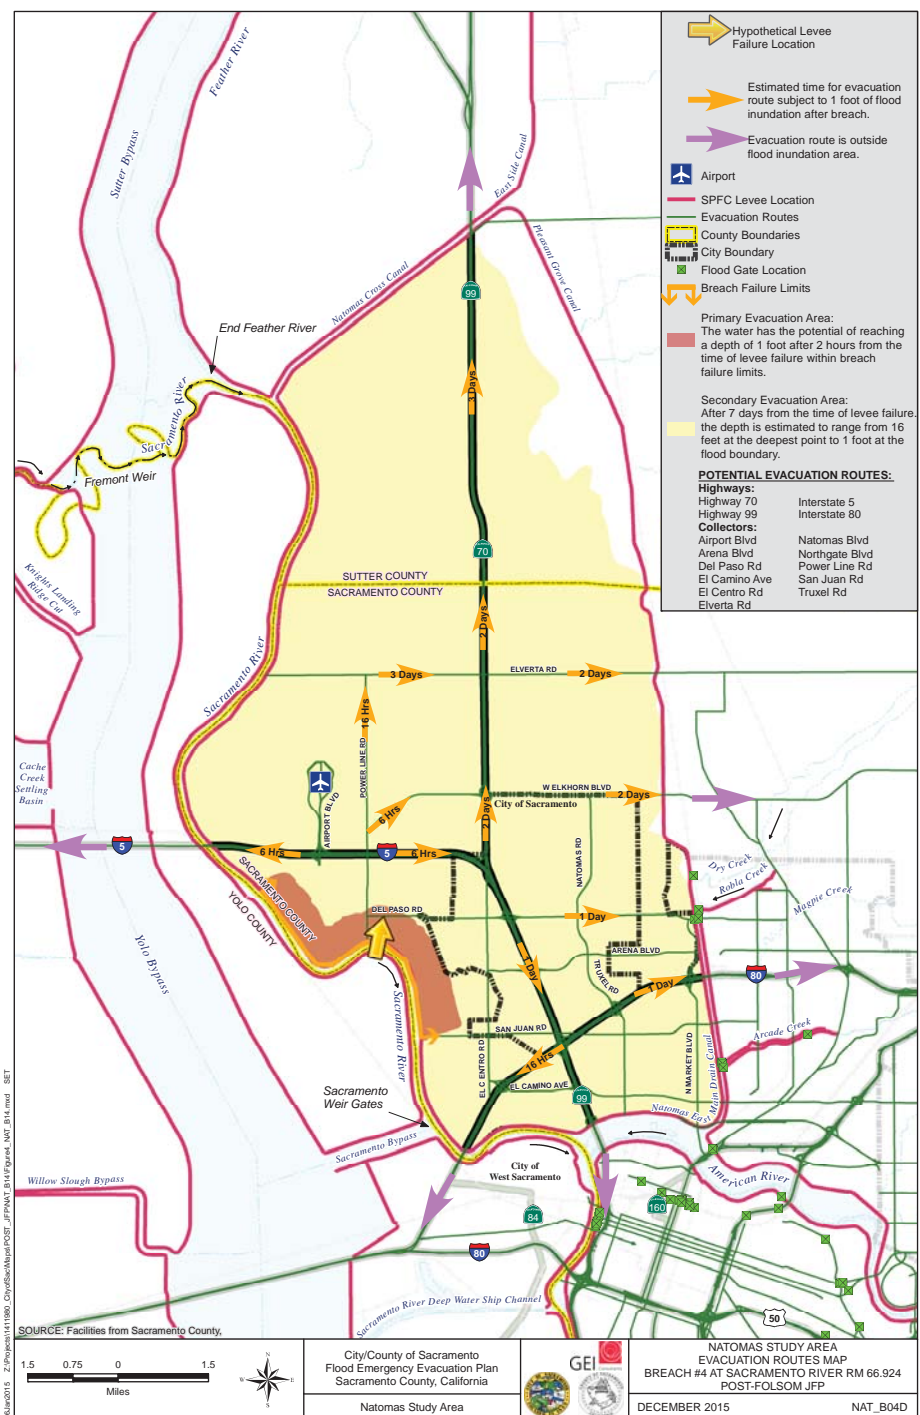 Hypothetical Levee
Failure Location
Estimated time for evacuation
route subject to 1 foot of flood
inundation after breach.
Evacuation route is outside
flood inundation area.
Airport
SPFC Levee Location
Evacuation Routes
County Boundaries
City Boundary
Flood Gate Location
Breach Failure Limits
Primary Evacuation Area:
The water has the potential of reaching
a depth of 1 foot after 2 hours from the
time of levee failure within breach
failure limits.
Secondary Evacuation Area:
After 7 days from the time of levee failure.
the depth is estimated to range from 16
feet at the deepest point to 1 foot at the
flood boundary.
POTENTIAL EVACUATION ROUTES:
Highways:
Highway 70 Interstate 5
Highway 99 Interstate 80
Collectors:
Airport Blvd Natomas Blvd
Arena Blvd Northgate Blvd
Del Paso Rd Power Line Rd
El Camino Ave San Juan Rd
El Centro Rd Truxel Rd
Elverta Rd
Feather River
Sutter Bypass
East Side Canal
Pleasant Grove Canal
Natomas Cross Canal
99
End Feather River
3 Days
Sacramento River
Fremont Weir
70
Knights Landing
Ridge Cut
SUTTER COUNTY
SACRAMENTO COUNTY
2 Days
Sacramento River
ELVERTA RD
3 Days
2 Days
16 Hrs
POWER LINE RD
Cache
Creek
Settling
Basin
AIRPORT BLVD
6 Hrs
2 Days
W ELKHORN BLVD
City of Sacramento
2 Days
5
6 Hrs
5
6 Hrs
NATOMAS RD
Dry Creek
Robla Creek
Magpie Creek
SACRAMENTO COUNTY
YOLO COUNTY
DEL PASO RD
1 Day
Yolo Bypass
ARENA BLVD
TRUXEL RD
1 Day
1 Day
80
Sacramento River
SAN JUAN RD
Arcade Creek
16 Hrs
EL C ENTRO RD
EL CAMINO AVE
N MARKET BLVD
Natomas East Main Drain Canal
99
Sacramento
Weir Gates
Sacramento Bypass
City of
West Sacramento
American River
Willow Slough Bypass
84
160
80
Sacramento River Deep Water Ship Channel
50
SOURCE: Facilities from Sacramento County,
6Jan2015 Z:\Projects\1411980_CityofSac\Maps\POST_JFP\NAT_B14\Figure4_NAT_B14.mxd SET
1.5 0.75 0 1.5
Miles
N
W E
S
City/County of Sacramento
Flood Emergency Evacuation Plan
Sacramento County, California
Natomas Study Area
GEI
NATOMAS STUDY AREA
EVACUATION ROUTES MAP
BREACH #4 AT SACRAMENTO RIVER RM 66.924
POST-FOLSOM JFP
DECEMBER 2015 NAT_B04D